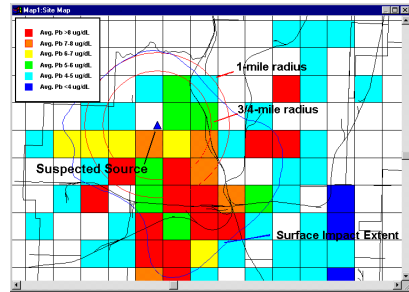 Map1:Site Map
Avg. Pb >8 ug/dL
Avg. Pb 7-8 ug/dL
Avg. Pb 6-7 ug/dL
Avg. Pb 5-6 ug/dL
Avg. Pb 4-5 ug/dL
Avg. Pb <4 ug/dL
1-mile radius
3/4-mile radius
Suspected Source
Surface Impact Extent